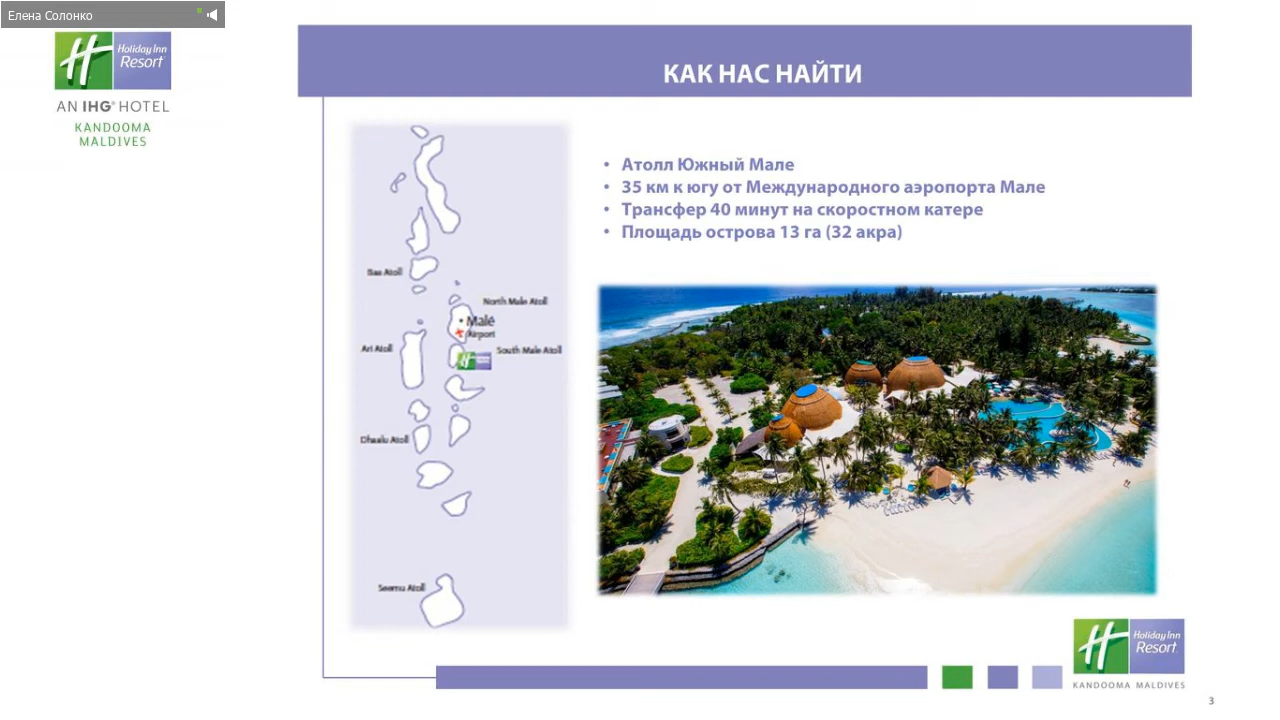 Елена Солонко
Holiday Inn
Resort
AN IHG® HOTEL
KANDOOMA
MALDIVES
КАК НАС НАЙТИ
• Атолл Южный Мале
• 35 км к югу от Международного аэропорта Мале
• Трансфер 40 минут на скоростном катере
• Площадь острова 13 га (32 акра)
Baa Atoll
North Male Atoll
Malé
Airport
Ari Atoll
South Male Atoll
Dhaalu Atoll
Seemu Atoll
Holiday Inn
Resort
KANDOOMA MALDIVES
3